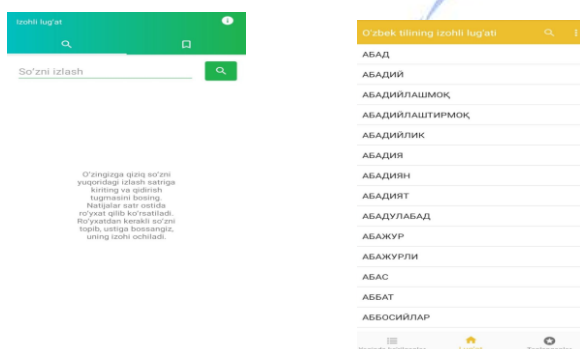 Izohli lug'at
So'zni izlash
O'zingizga qiziq so'zni
yuqoridagi izlash satriga
kiriting va qidirish
tugmasini bosing.
Natijalar satr ostida
ro'yxat qilib ko'rsatiladi.
Ro'yxatdan kerakli so'zni
topib, ustiga bossangiz,
uning izohi ochiladi.
O'zbek tilining izohli lug'ati
АБАД
АБАДИЙ
АБАДИЙЛАШМОҚ
АБАДИЙЛАШТИРМОҚ
АБАДИЙЛИК
АБАДИЯ
АБАДИЯН
АБАДИЯТ
АБАДУЛАБАД
АБАЖУР
АБАЖУРЛИ
АБАС
АББАТ
АББОСИЙЛАР